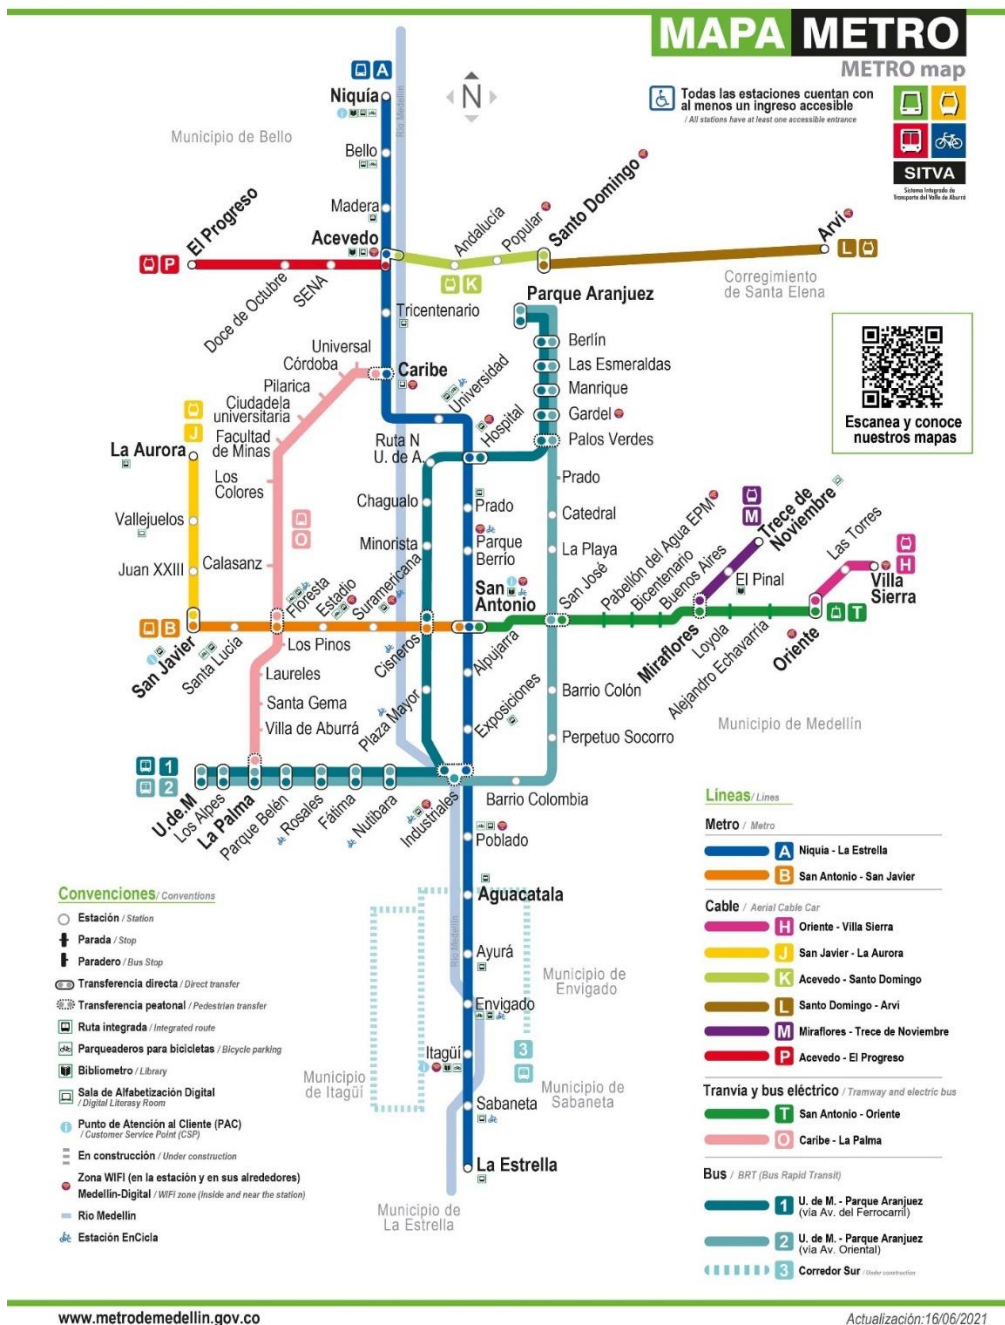 MAPA METRO
METRO map
Todas las estaciones cuentan con
al menos un ingreso accesible
/ All stations have at least one accessible entrance
SITVA
Sistema Integrado de
Transporte del Valle de Aburrá
N
A
Niquía
Río Medellín
Municipio de Bello
Bello
Madera
Acevedo
El Progreso
P
Doce de Octubre
SENA
Andalucía
Popular
Santo Domingo
K
Arví
L
Corregimiento
de Santa Elena
Tricentenario
Parque Aranjuez
Berlín
Las Esmeraldas
Manrique
Gardel
Palos Verdes
Prado
Catedral
La Playa
San José
Escanea y conoce
nuestros mapas
Universal
Córdoba
Pilarica
Ciudadela
universitaria
Facultad
de Minas
Los
Colores
Calasanz
O
Caribe
Universidad
Hospital
Ruta N
U. de A.
Chagualo
Minorista
Prado
Parque
Berrío
San
Antonio
J
La Aurora
Vallejuelos
Juan XXIII
B
San Javier
Santa Lucía
Floresta
Estadio
Suramericana
Cisneros
Los Pinos
Laureles
Santa Gema
Villa de Aburrá
Plaza Mayor
Alpujarra
Exposiciones
Pabellón del Agua EPM
Bicentenario
Buenos Aires
Miraflores
M
Trece de
Noviembre
El Pinal
Loyola
Alejandro Echavarría
Oriente
T
Las Torres
H
Villa
Sierra
Barrio Colón
Perpetuo Socorro
Municipio de Medellín
1
2
U.de.M
Los Alpes
La Palma
Parque Belén
Rosales
Fátima
Nutibara
Industriales
Barrio Colombia
Poblado
Aguacatala
Río Medellín
Ayurá
Municipio de
Envigado
Envigado
Itagüí
3
Municipio
de Itagüí
Municipio de
Sabaneta
Sabaneta
La Estrella
Municipio de
La Estrella
Convenciones / Conventions
Estación / Station
Parada / Stop
Paradero / Bus Stop
Transferencia directa / Direct transfer
Transferencia peatonal / Pedestrian transfer
Ruta integrada / Integrated route
Parqueaderos para bicicletas / Bicycle parking
Bibliometro / Library
Sala de Alfabetización Digital
/ Digital Literasy Room
Punto de Atención al Cliente (PAC)
/ Customer Service Point (CSP)
En construcción / Under construction
Zona WIFI (en la estación y en sus alrededores)
Medellín-Digital / WIFI zone (Inside and near the station)
Rio Medellín
Estación EnCicla
Líneas / Lines
Metro / Metro
A Niquia - La Estrella
B San Antonio - San Javier
Cable / Aerial Cable Car
H Oriente - Villa Sierra
J San Javier - La Aurora
K Acevedo - Santo Domingo
L Santo Domingo - Arvi
M Miraflores - Trece de Noviembre
P Acevedo - El Progreso
Tranvía y bus eléctrico / Tramway and electric bus
T San Antonio - Oriente
O Caribe - La Palma
Bus / BRT (Bus Rapid Transit)
1 U. de M. - Parque Aranjuez
(vía Av. del Ferrocarril)
2 U. de M. - Parque Aranjuez
(vía Av. Oriental)
3 Corredor Sur / Under construction
www.metrodemedellin.gov.co
Actualización:16/06/2021